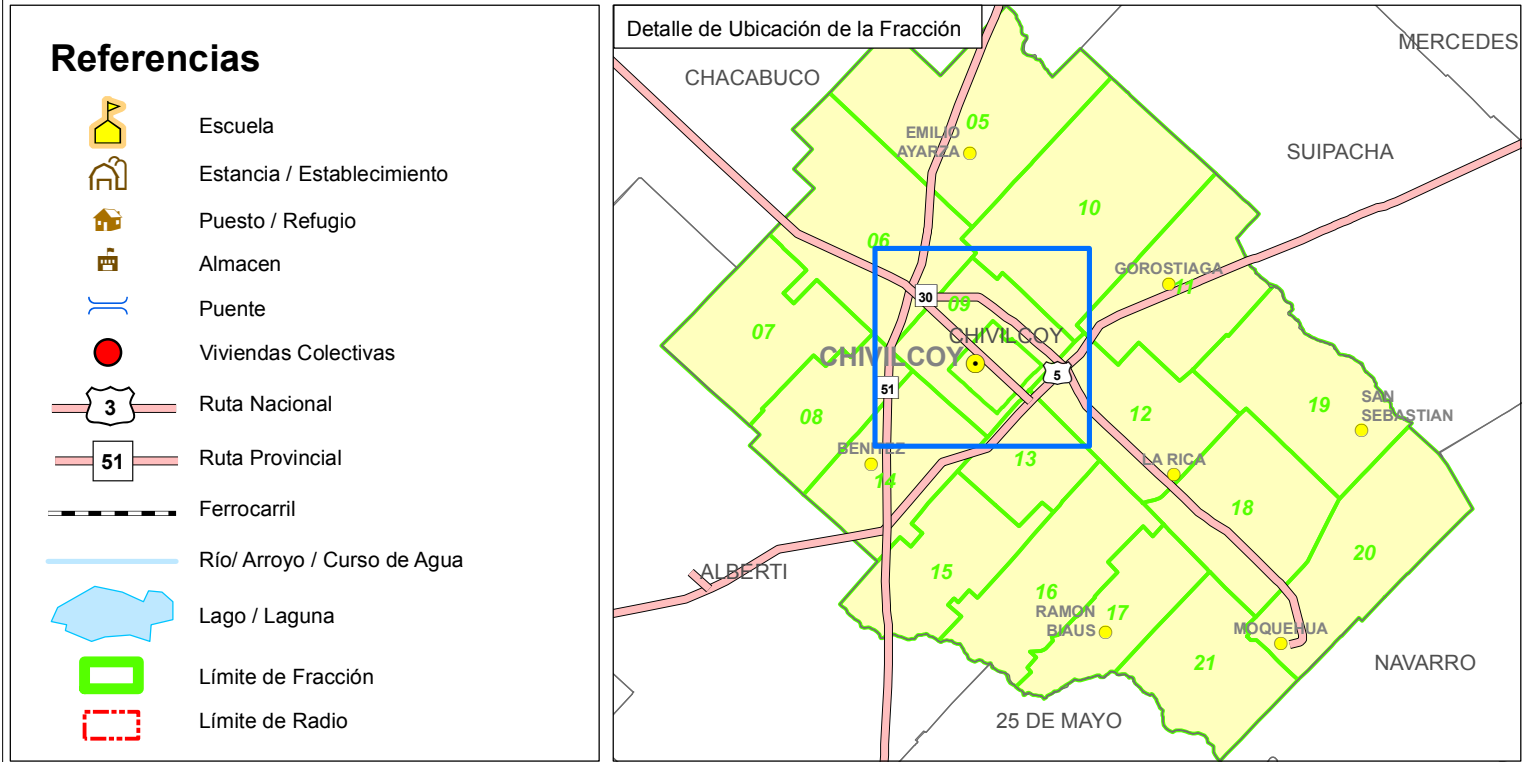 Referencias
Escuela
Estancia / Establecimiento
Puesto / Refugio
Almacen
Puente
Viviendas Colectivas
3
Ruta Nacional
51
Ruta Provincial
Ferrocarril
Río/ Arroyo / Curso de Agua
Lago / Laguna
Límite de Fracción
Límite de Radio
Detalle de Ubicación de la Fracción
MERCEDES
CHACABUCO
05
EMILIO
AYARZA
SUIPACHA
10
06
GOROSTIAGA
11
30
09
07
CHIVILCOY
CHIVILCOY
5
51
08
12
19
SAN
SEBASTIAN
BENITEZ
13
LA RICA
14
18
20
ALBERTI
15
16
RAMON
BIAUS
17
MOQUEHUA
21
NAVARRO
25 DE MAYO